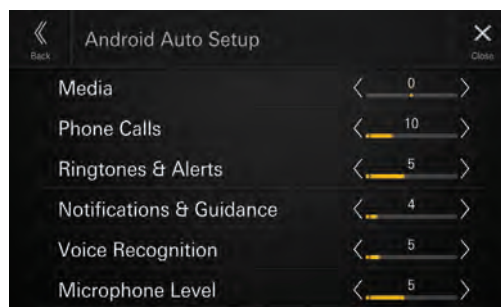 Android Auto Setup
Back
Close
Media 0
Phone Calls 10
Ringtones & Alerts 5
Notifications & Guidance 4
Voice Recognition 5
Microphone Level 5